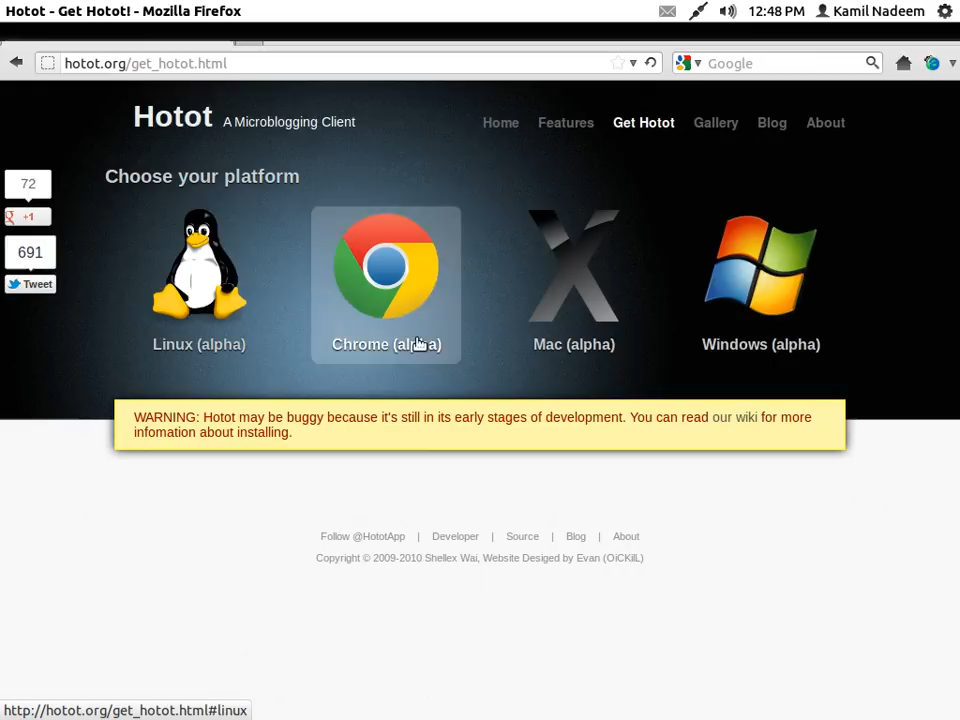 Hotot - Get Hotot! - Mozilla Firefox
12:48 PM Kamil Nadeem
hotot.org/get_hotot.html
Google
Hotot A Microblogging Client
Home Features Get Hotot Gallery Blog About
Choose your platform
72
+1
691
Tweet
Linux (alpha) Chrome (alpha) Mac (alpha) Windows (alpha)
WARNING: Hotot may be buggy because it's still in its early stages of development. You can read our wiki for more
infomation about installing.
Follow @HototApp | Developer | Source | Blog | About
Copyright © 2009-2010 Shellex Wai, Website Desiged by Evan (OiCKilL)
http://hotot.org/get_hotot.html#linux